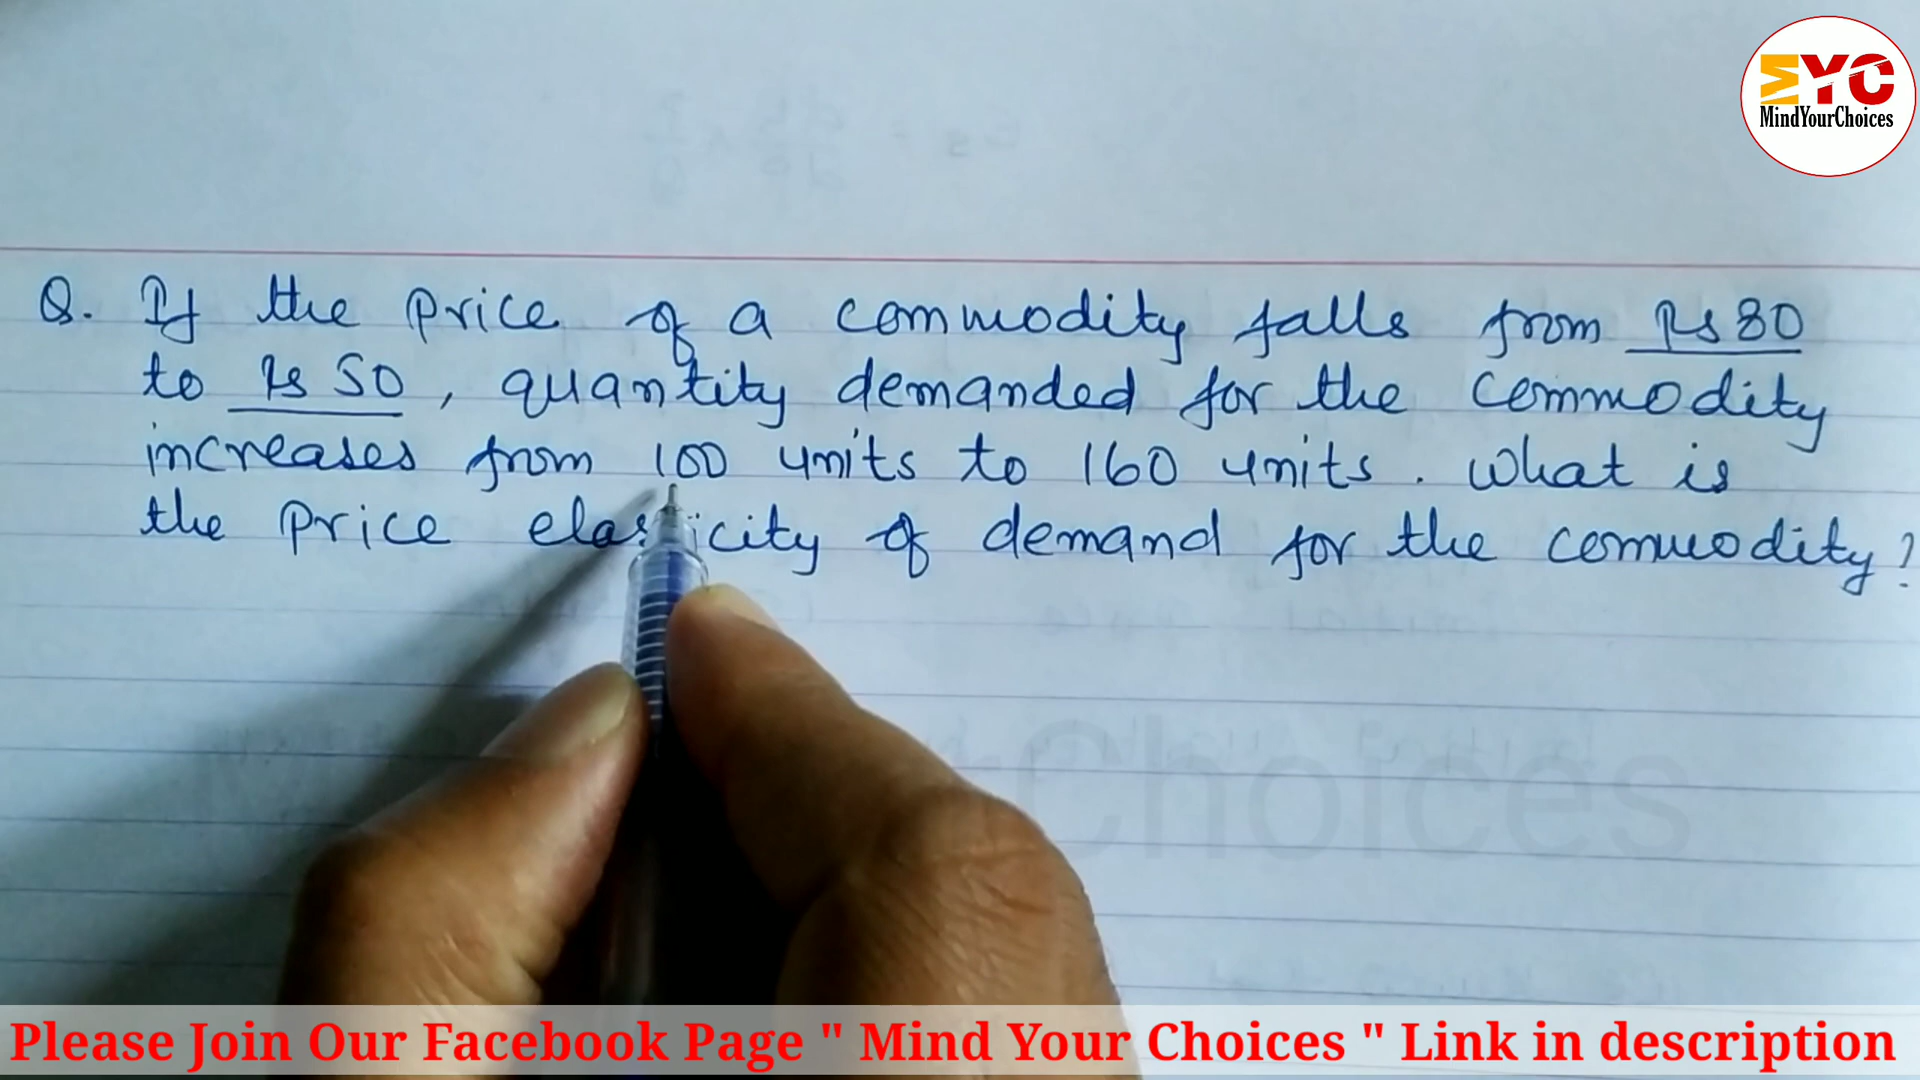 MYC
MindYourChoices
Q. If the price of a commodity falls from Rs 80
to Rs 50, quantity demanded for the commodity
increases from 100 units to 160 units. What is
the price elasticity of demand for the commodity?
rChoices
Please Join Our Facebook Page " Mind Your Choices " Link in description